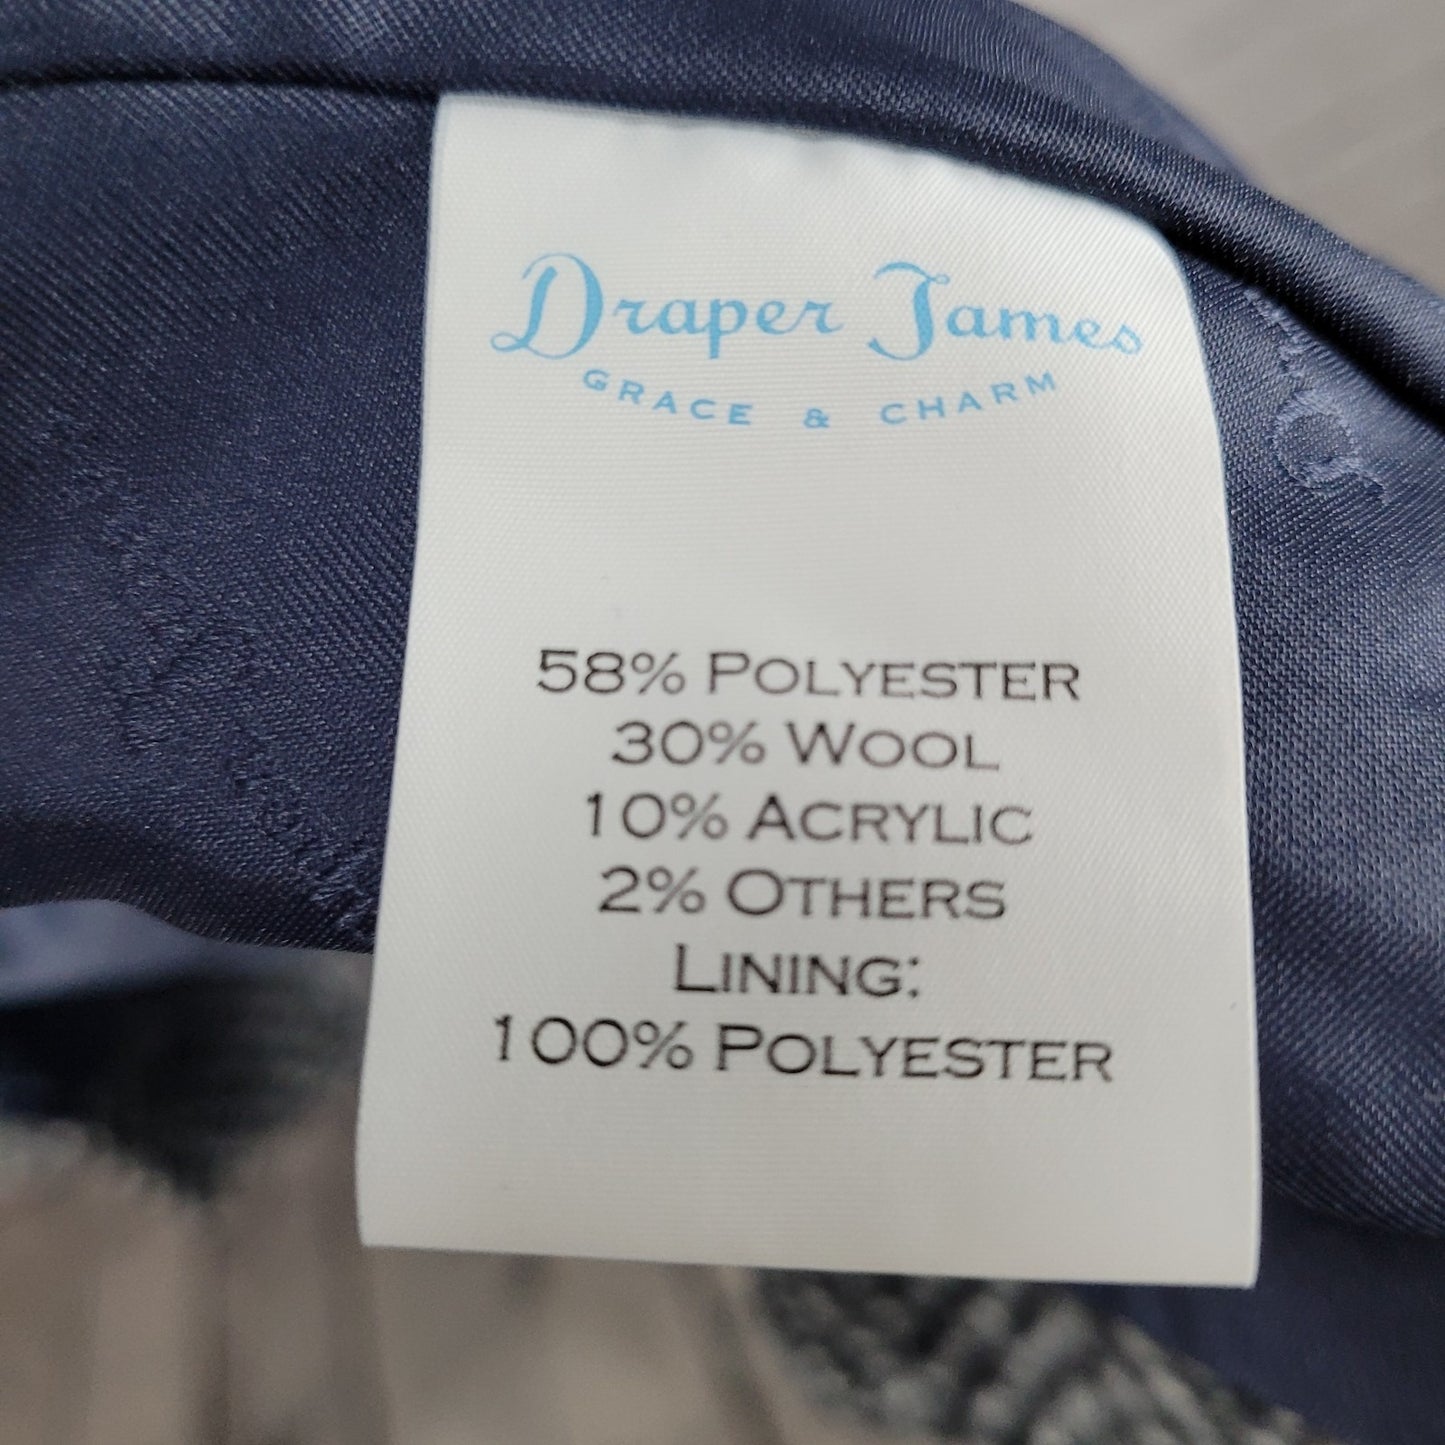 Draper James
GRACE & CHARM
58% POLYESTER
30% WOOL
10% ACRYLIC
2% OTHERS
LINING:
100% POLYESTER